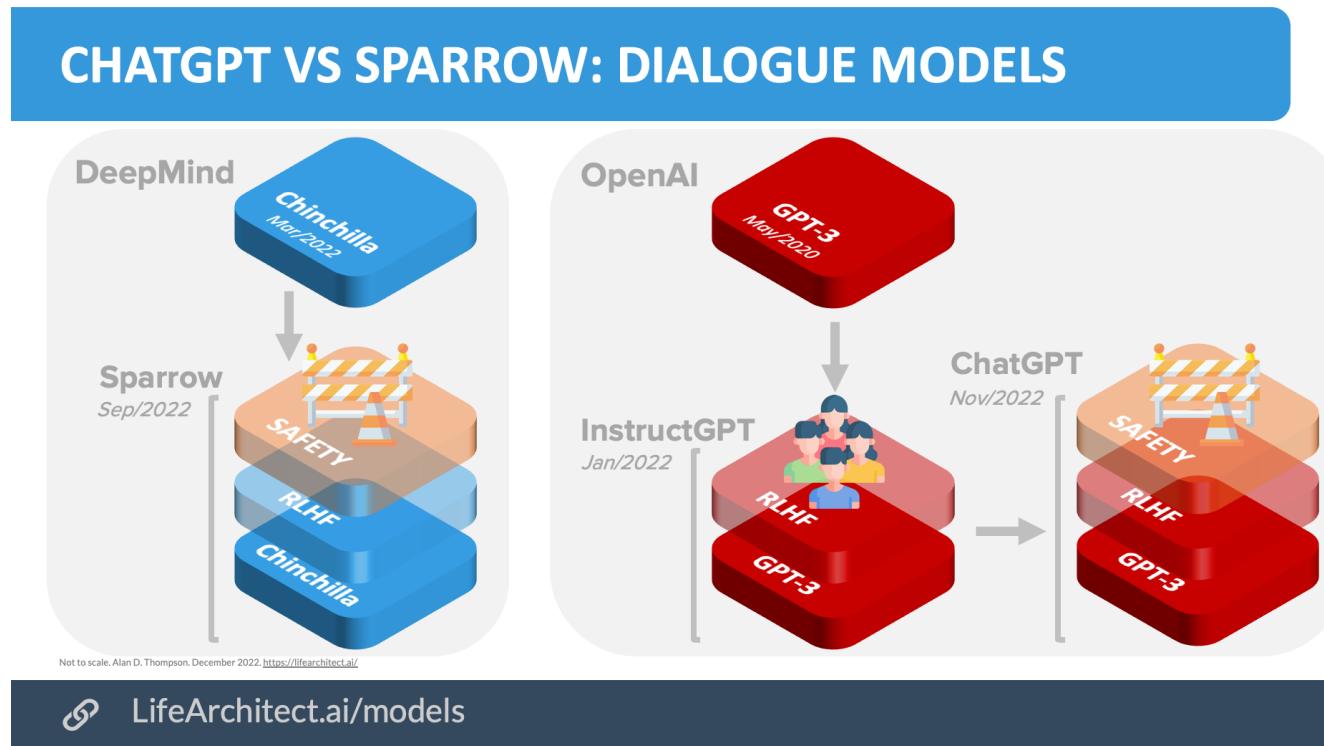 CHATGPT VS SPARROW: DIALOGUE MODELS
DeepMind
Chinchilla
Mar/2022
Sparrow
Sep/2022
SAFETY
RLHF
Chinchilla
OpenAI
GPT-3
May/2020
InstructGPT
Jan/2022
RLHF
GPT-3
ChatGPT
Nov/2022
SAFETY
RLHF
GPT-3
Not to scale. Alan D. Thompson. December 2022. https://lifearchitect.ai/
LifeArchitect.ai/models